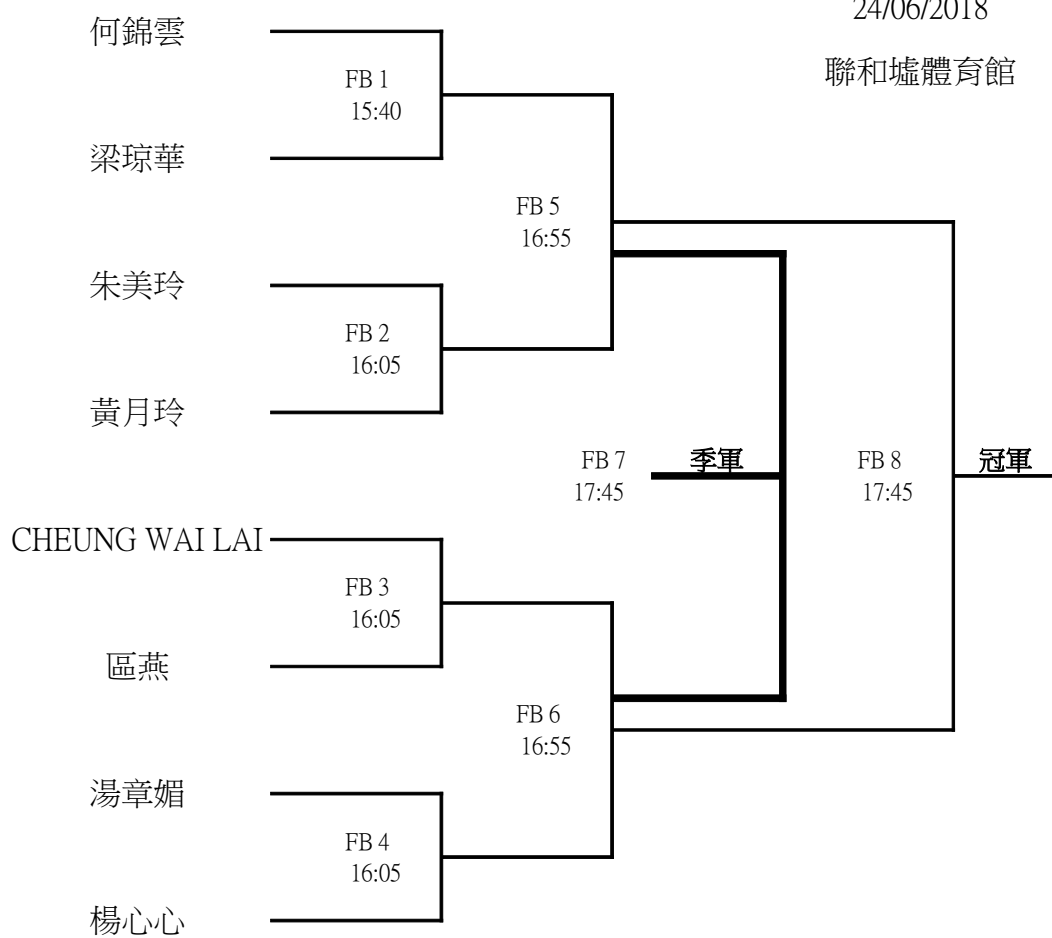 24/06/2018
何錦雲
聯和墟體育館
FB 1
15:40
梁琼華
FB 5
16:55
朱美玲
FB 2
16:05
黃月玲
FB 7
季軍
FB 8
冠軍
17:45
17:45
CHEUNG WAI LAI
FB 3
16:05
區燕
FB 6
16:55
湯章媚
FB 4
16:05
楊心心